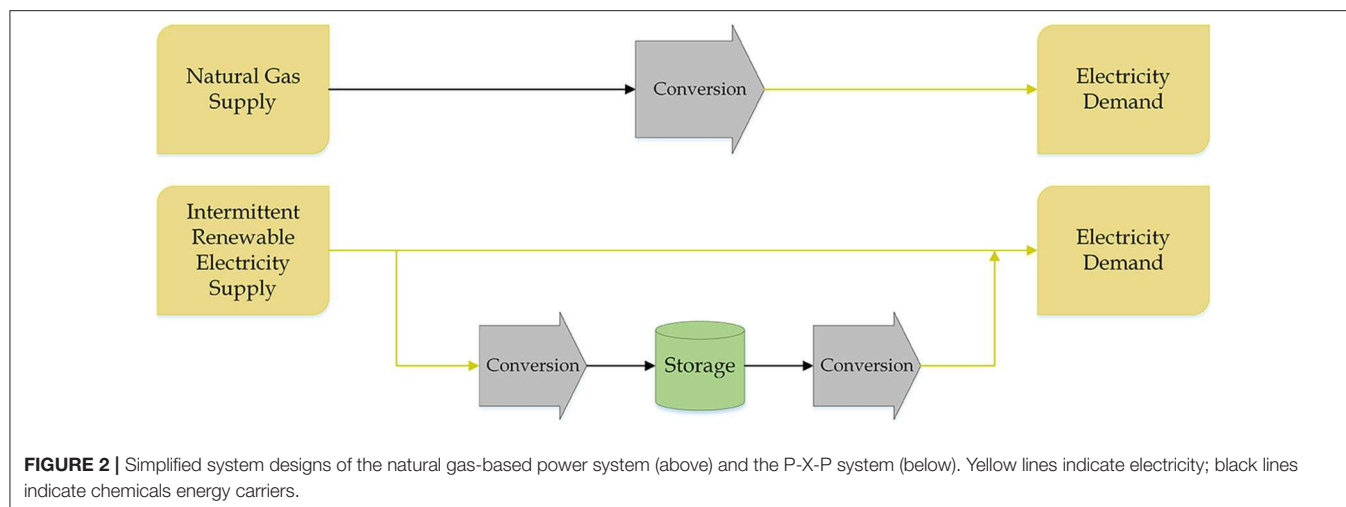 Natural Gas
Supply
Conversion
Electricity
Demand
Intermittent
Renewable
Electricity
Supply
Electricity
Demand
Conversion
Storage
Conversion
FIGURE 2 | Simplified system designs of the natural gas-based power system (above) and the P-X-P system (below). Yellow lines indicate electricity; black lines
indicate chemicals energy carriers.